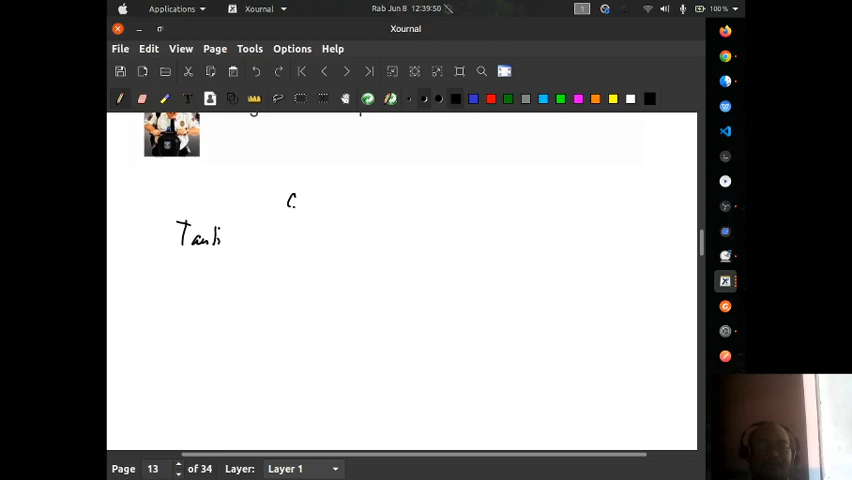 Applications Xournal Rab Jun 8 12:39:50 1 100%
Xournal
File Edit View Page Tools Options Help
Page 13 of 34 Layer: Layer 1